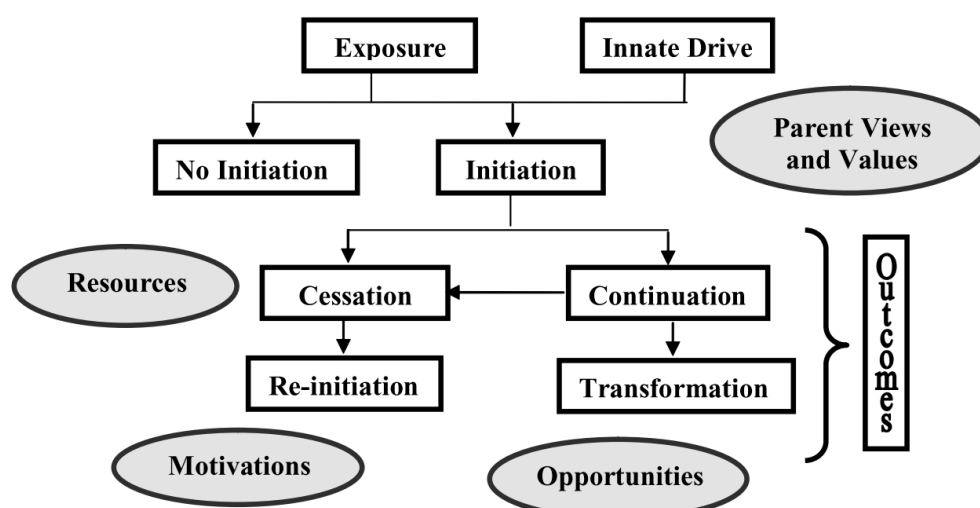 Exposure
Innate Drive
Parent Views
and Values
No Initiation
Initiation
Resources
Cessation
Continuation
Outcomes
Re-initiation
Transformation
Motivations
Opportunities